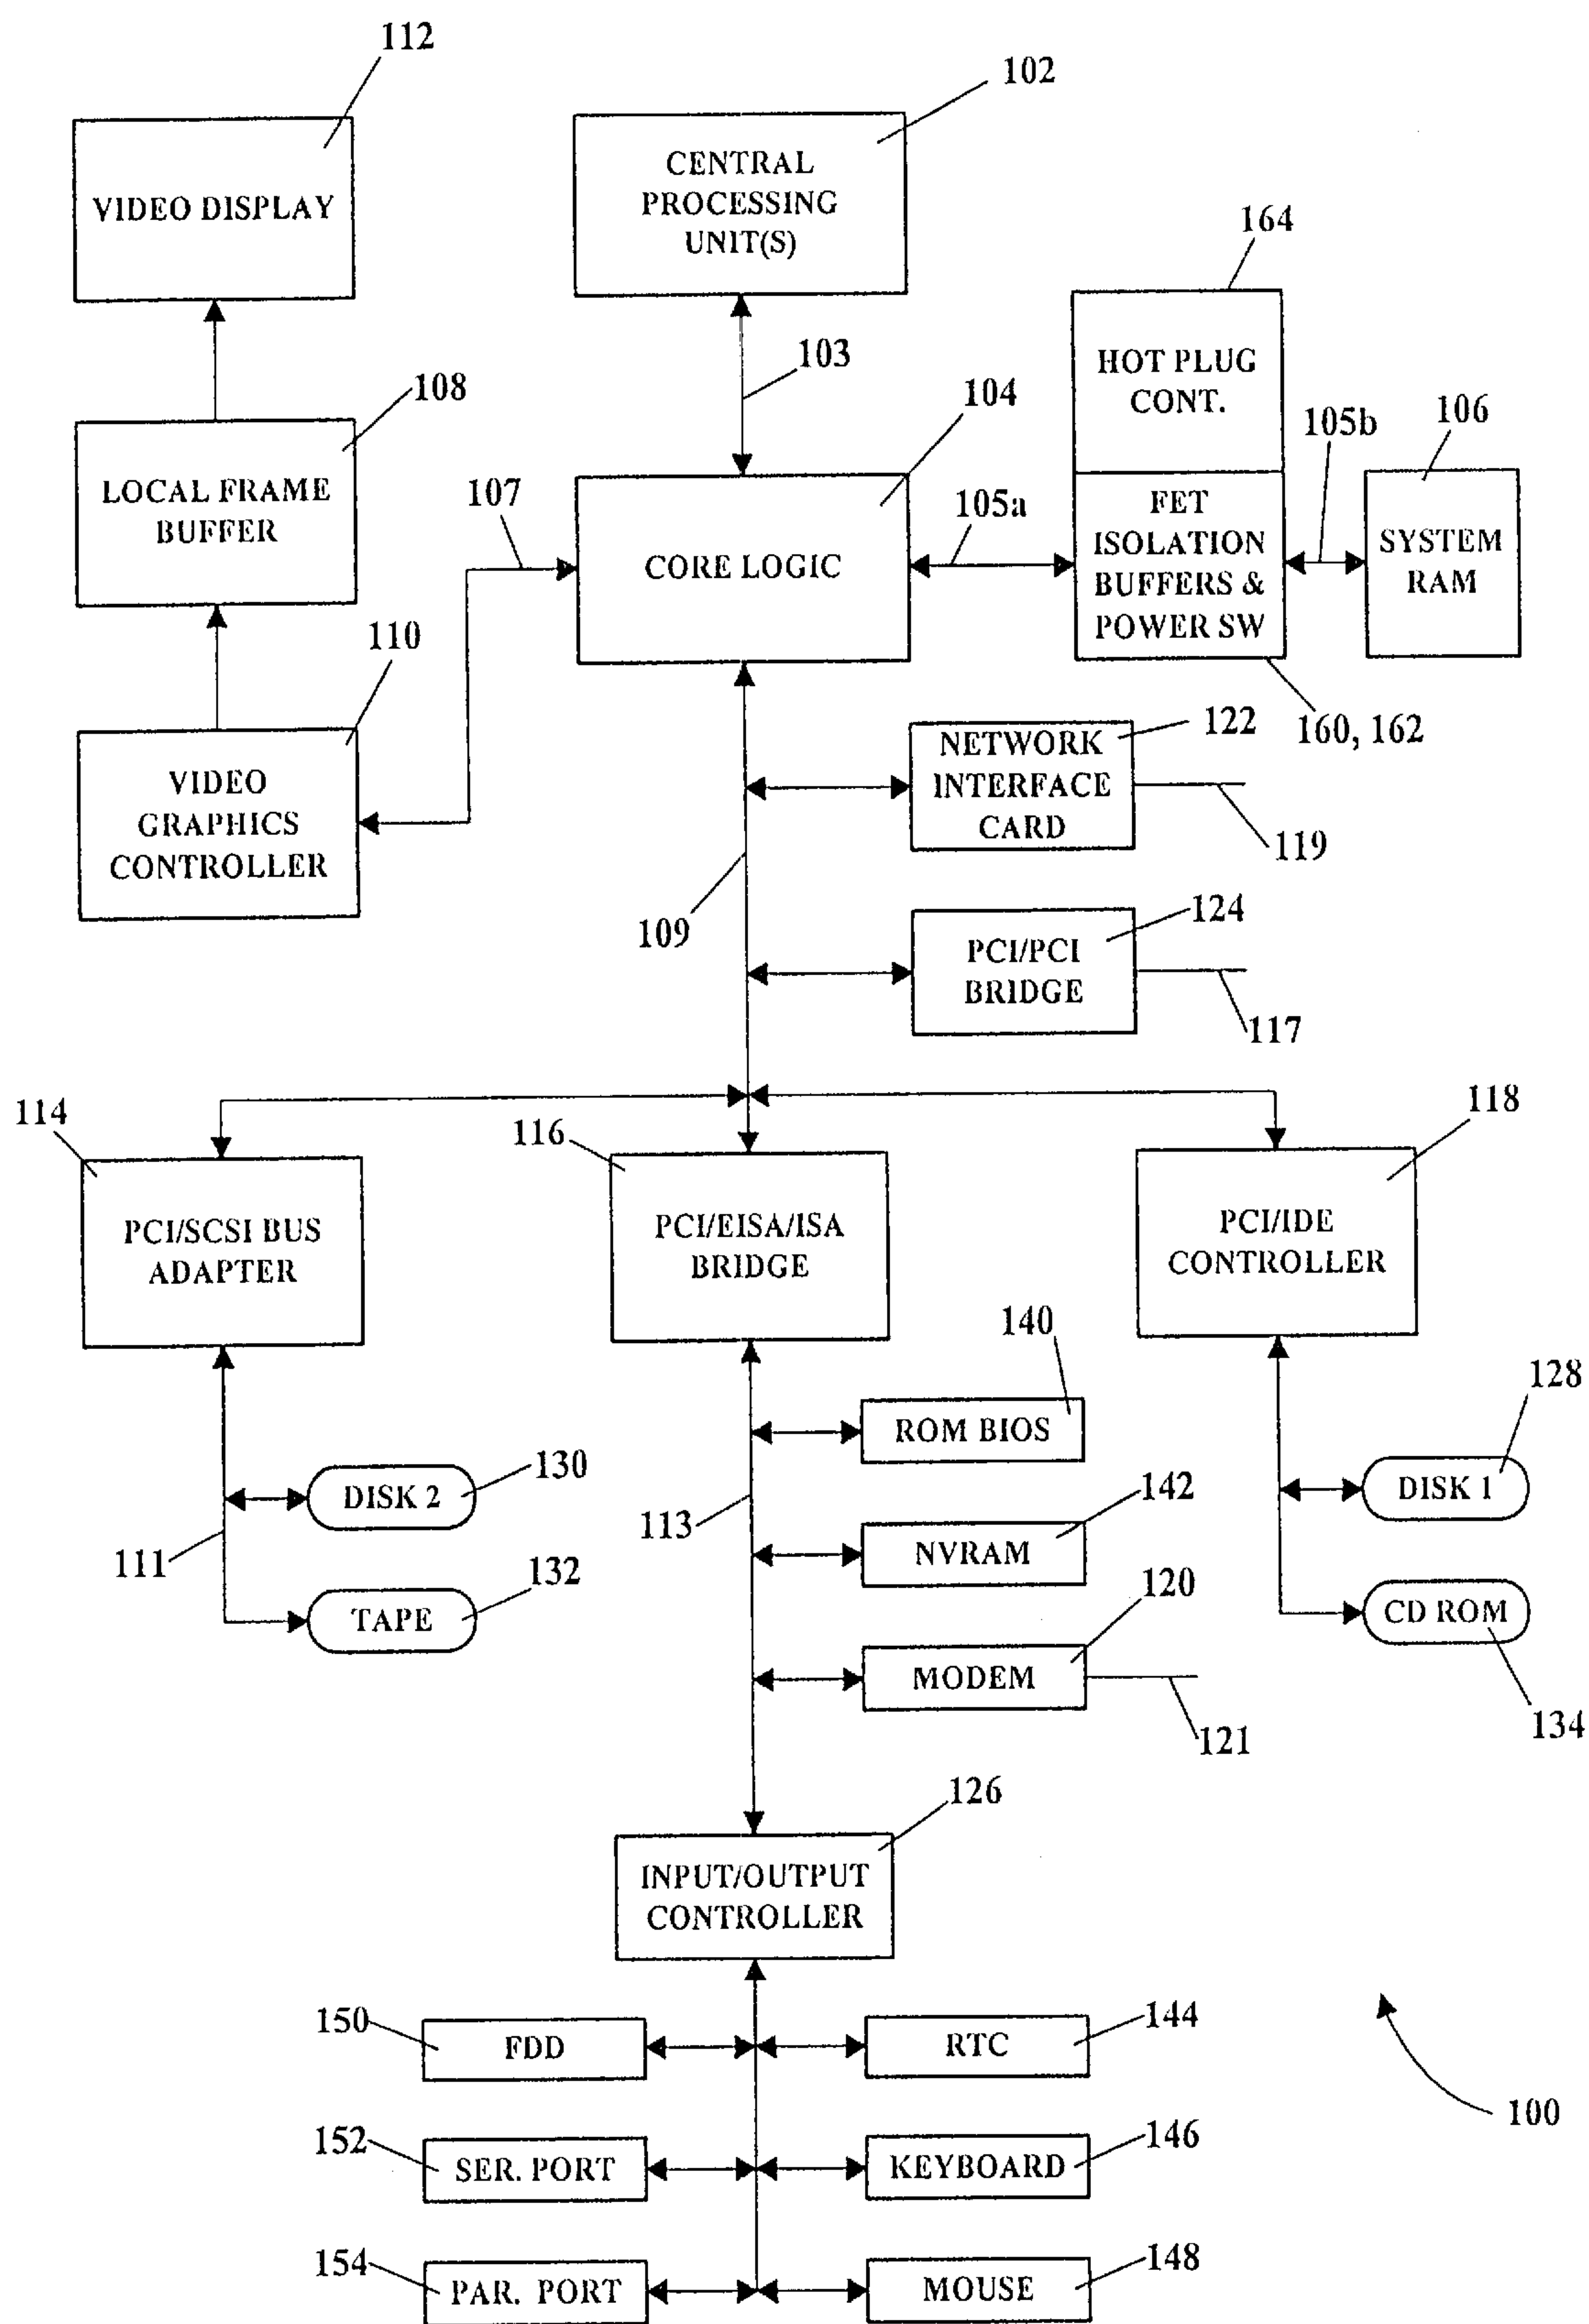 112
102
VIDEO DISPLAY
CENTRAL
PROCESSING
UNIT(S)
164
103
HOT PLUG
CONT.
108
104
105b
106
LOCAL FRAME
BUFFER
107
CORE LOGIC
105a
FET
ISOLATION
BUFFERS &
POWER SW
SYSTEM
RAM
110
160, 162
VIDEO
GRAPHICS
CONTROLLER
122
NETWORK
INTERFACE
CARD
119
109
124
PCI/PCI
BRIDGE
117
114
116
118
PCI/SCSI BUS
ADAPTER
PCI/EISA/ISA
BRIDGE
PCI/IDE
CONTROLLER
140
ROM BIOS
128
DISK 1
130
DISK 2
111
132
TAPE
113
142
NVRAM
120
MODEM
121
CD ROM
134
126
INPUT/OUTPUT
CONTROLLER
150
FDD
144
RTC
100
152
SER. PORT
146
KEYBOARD
154
PAR. PORT
148
MOUSE